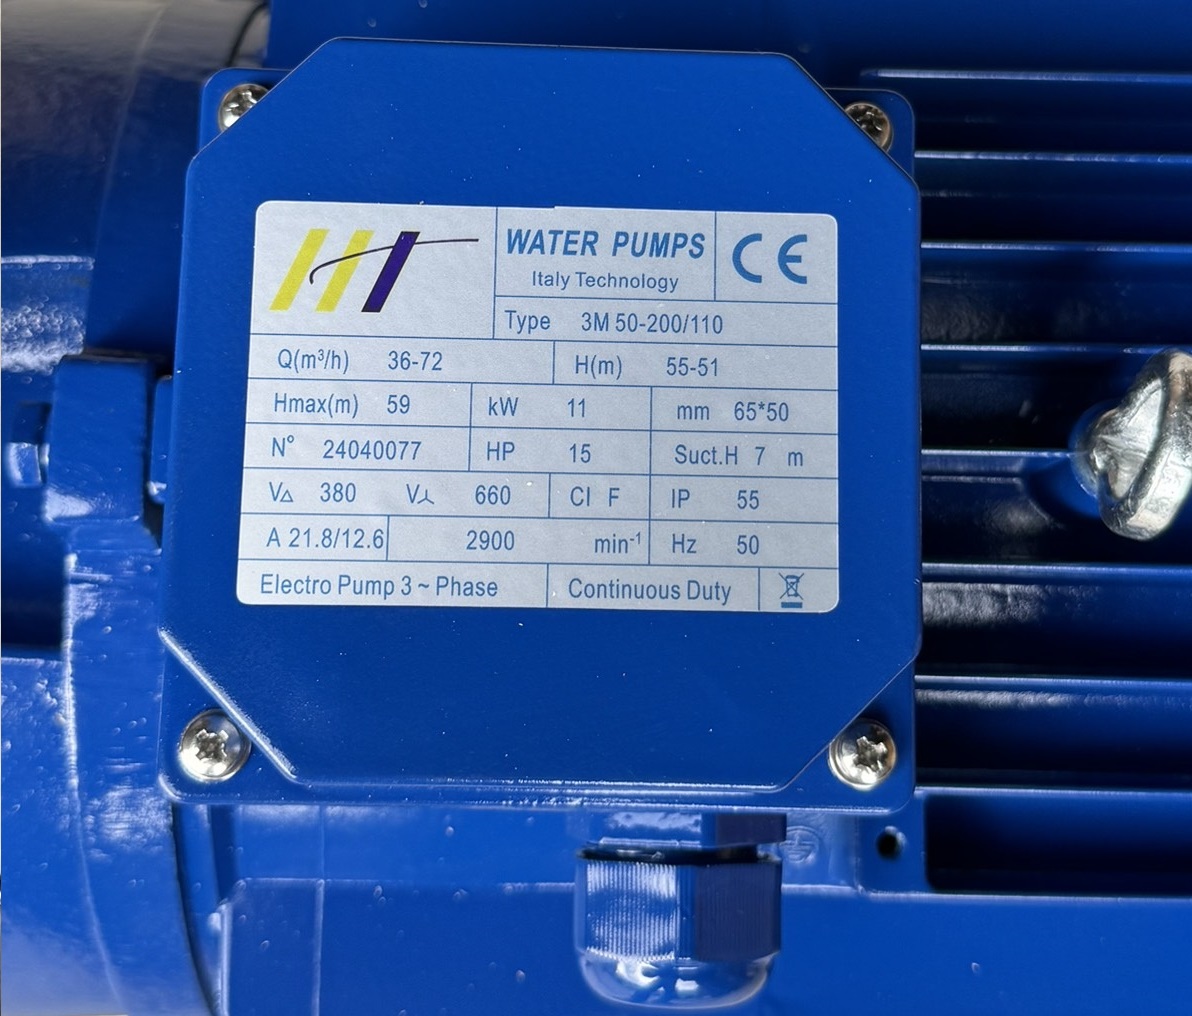 HT
WATER PUMPS
Italy Technology
CE
Type 3M 50-200/110
Q(m³/h) 36-72 H(m) 55-51
Hmax(m) 59 kW 11 mm 65*50
N° 24040077 HP 15 Suct.H 7 m
V△ 380 V⅄ 660 Cl F IP 55
A 21.8/12.6 2900 min⁻¹ Hz 50
Electro Pump 3 ~ Phase Continuous Duty